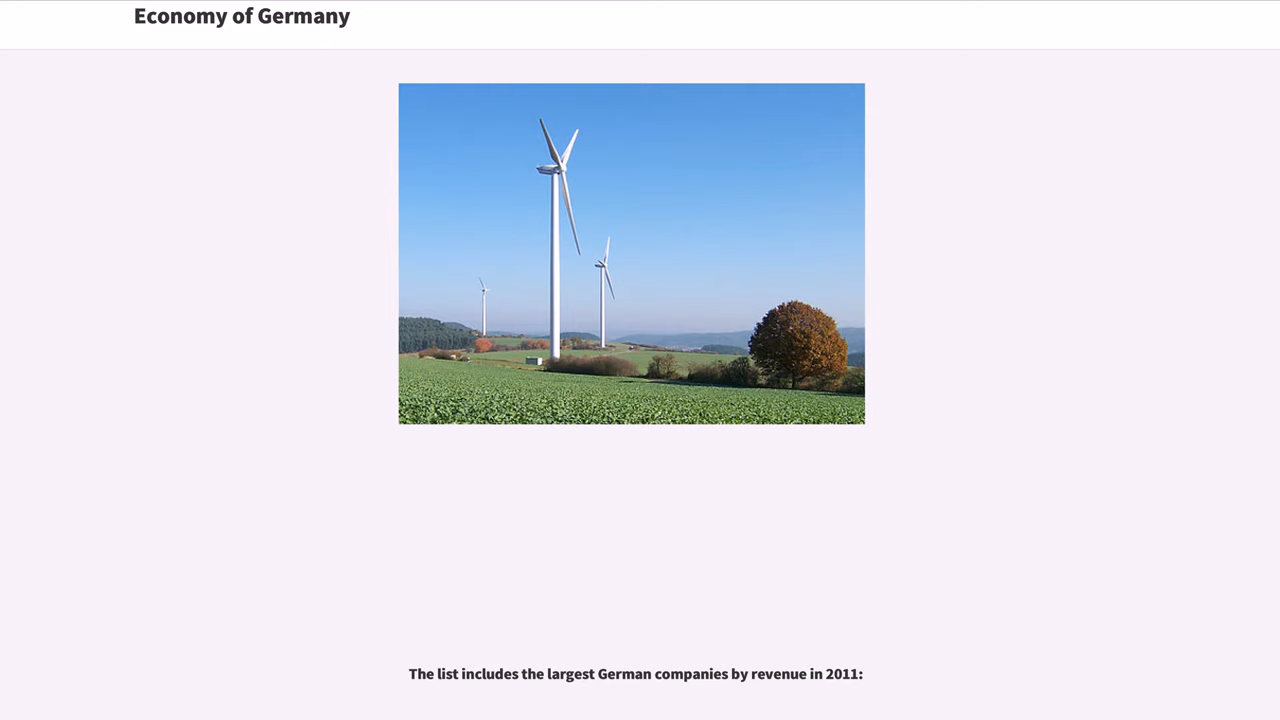 Economy of Germany
The list includes the largest German companies by revenue in 2011: